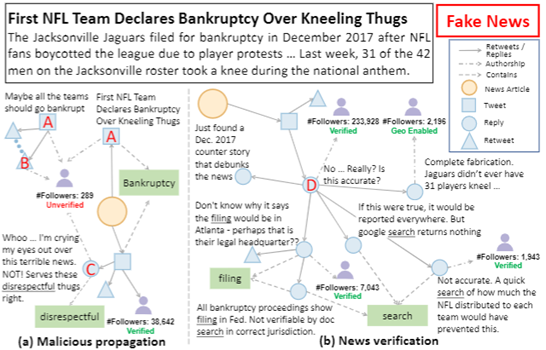 First NFL Team Declares Bankruptcy Over Kneeling Thugs
The Jacksonville Jaguars filed for bankruptcy in December 2017 after NFL
fans boycotted the league due to player protests ... Last week, 31 of the 42
men on the Jacksonville roster took a knee during the national anthem.
Fake News
Retweets /
Replies
Authorship
Contains
News Article
Tweet
Reply
Retweet
Maybe all the teams
should go bankrupt
A
B
First NFL Team
Declares Bankruptcy
Over Kneeling Thugs
A
#Followers: 289
Unverified
Bankruptcy
Whoo ... I'm crying
my eyes out over
this terrible news.
NOT! Serves these
disrespectful thugs
right.
C
disrespectful
#Followers: 38,642
Verified
(a) Malicious propagation
Just found a
Dec. 2017
counter story
that debunks
the news
#Followers: 233,928
Verified
#Followers: 2,196
Geo Enabled
No ... Really? Is
this accurate?
D
Complete fabrication.
Jaguars didn't ever have
31 players kneel ...
Don't know why it says
the filing would be in
Atlanta - perhaps that is
their legal headquarter??
If this were true, it would be
reported everywhere. But
google search returns nothing
#Followers: 7,043
Verified
#Followers: 1,943
Verified
filing
search
All bankruptcy proceedings show
filing in Fed. Not verifiable by doc
search in correct jurisdiction.
Not accurate. A quick
search of how much the
NFL distributed to each
team would have
prevented this.
(b) News verification